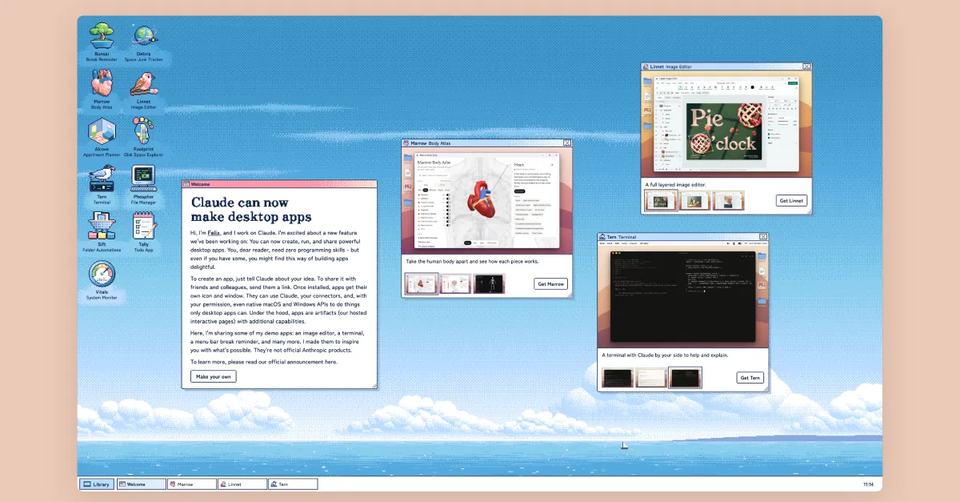 Bonsai
Break Reminder
Debris
Space Junk Tracker
Marrow
Body Atlas
Linnet
Image Editor
Alcove
Apartment Planner
Footprint
Disk Space Explorer
Tern
Terminal
Phosphor
File Manager
Sift
Folder Automations
Tally
Todo App
Vitals
System Monitor
Welcome
Claude can now
make desktop apps
Hi, I'm Felix, and I work on Claude. I'm excited about a new feature
we've been working on: You can now create, run, and share powerful
desktop apps. You, dear reader, need zero programming skills - but
even if you have some, you might find this way of building apps
delightful.
To create an app, just tell Claude about your idea. To share it with
friends and colleagues, send them a link. Once installed, apps get their
own icon and window. They can use Claude, your connectors, and, with
your permission, even native macOS and Windows APIs to do things
only desktop apps can. Under the hood, apps are artifacts (our hosted
interactive pages) with additional capabilities.
Here, I'm sharing some of my demo apps: an image editor, a terminal,
a menu bar break reminder, and many more. I made them to inspire
you with what's possible. They're not official Anthropic products.
To learn more, please read our official announcement here.
Make your own
Marrow Body Atlas
Marrow Body Atlas
Heart
Take the human body apart and see how each piece works.
Get Marrow
Linnet Image Editor
Pie
o'clock
A full layered image editor.
Get Linnet
Tern Terminal
A terminal with Claude by your side to help and explain.
Get Tern
Library
Welcome
Marrow
Linnet
Tern
11:14